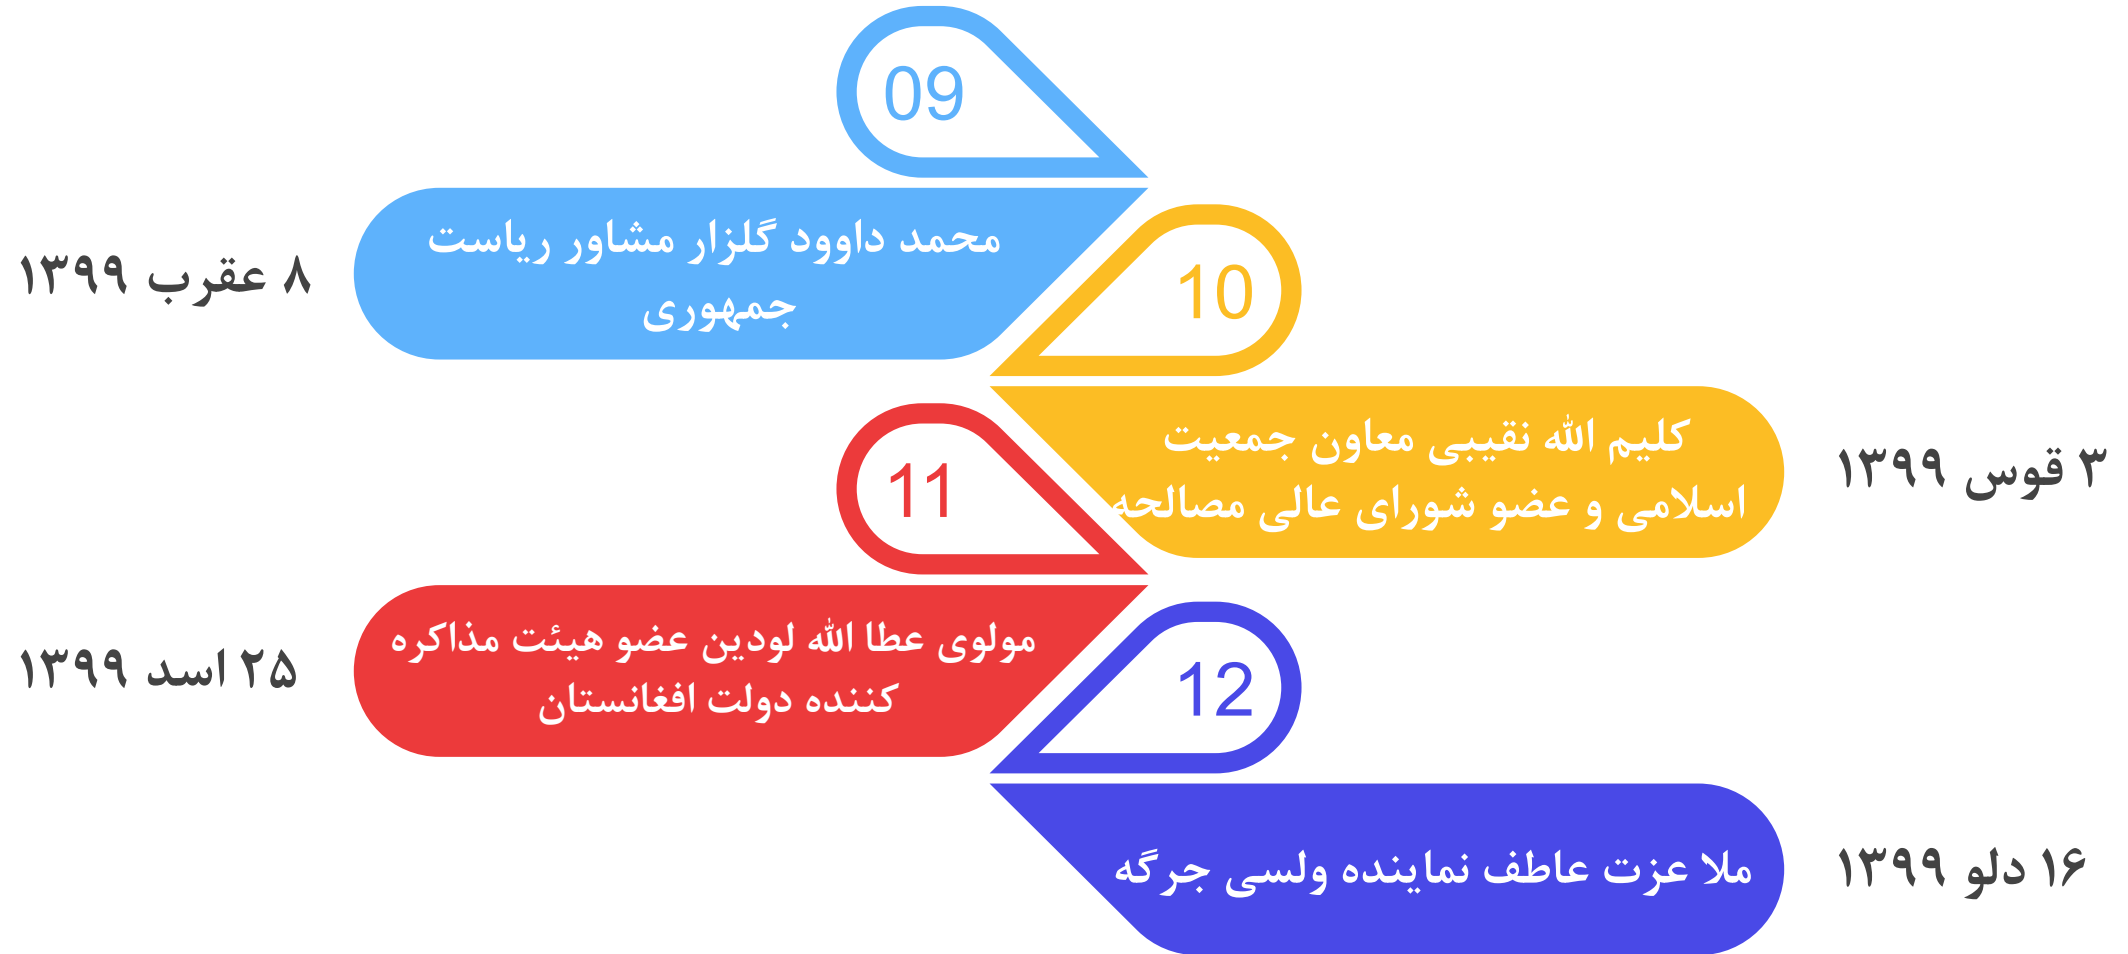 09
محمد داوود گلزار مشاور ریاست
جمهوری
۸ عقرب ۱۳۹۹
10
کلیم الله نقیبی معاون جمعیت
اسلامی و عضو شورای عالی مصالحه
۳ قوس ۱۳۹۹
11
مولوی عطا الله لودین عضو هیئت مذاکره
کننده دولت افغانستان
۲۵ اسد ۱۳۹۹
12
ملا عزت عاطف نماینده ولسی جرگه
۱۶ دلو ۱۳۹۹